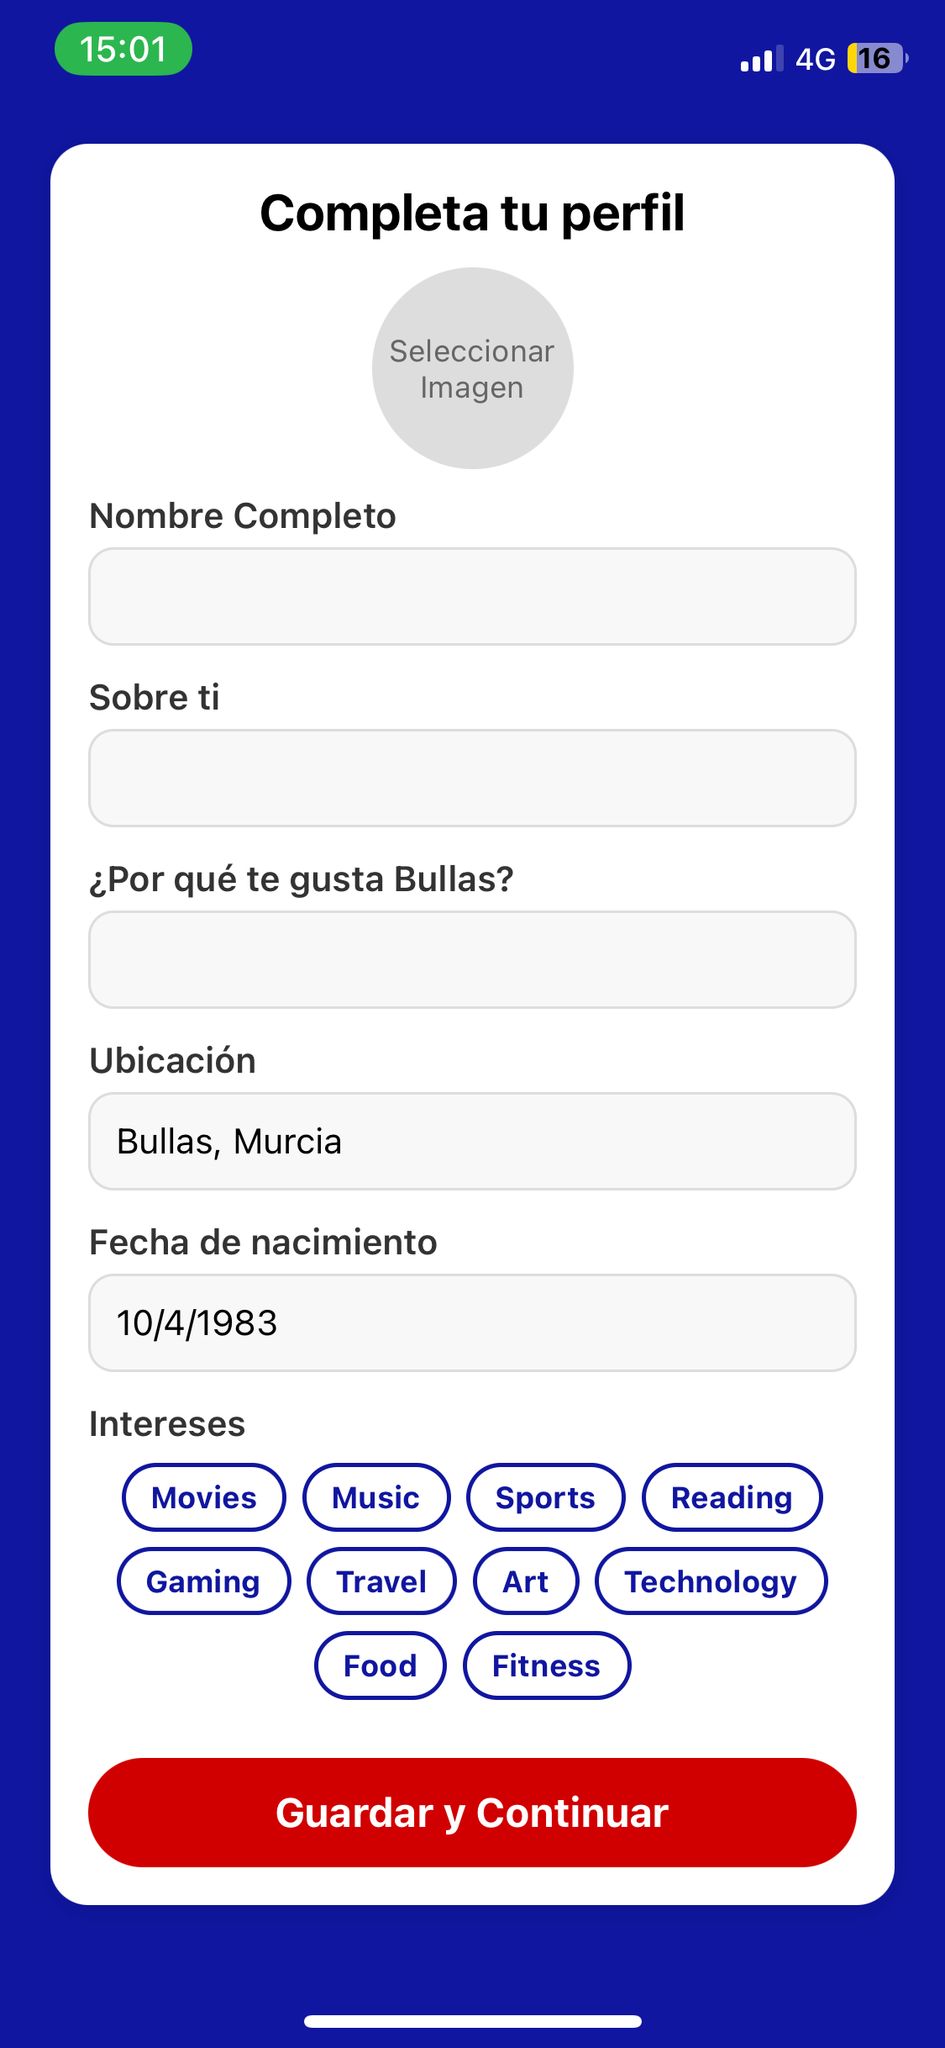 15:01
4G
16
Completa tu perfil
Seleccionar
Imagen
Nombre Completo
Sobre ti
¿Por qué te gusta Bullas?
Ubicación
Bullas, Murcia
Fecha de nacimiento
10/4/1983
Intereses
Movies Music Sports Reading
Gaming Travel Art Technology
Food Fitness
Guardar y Continuar